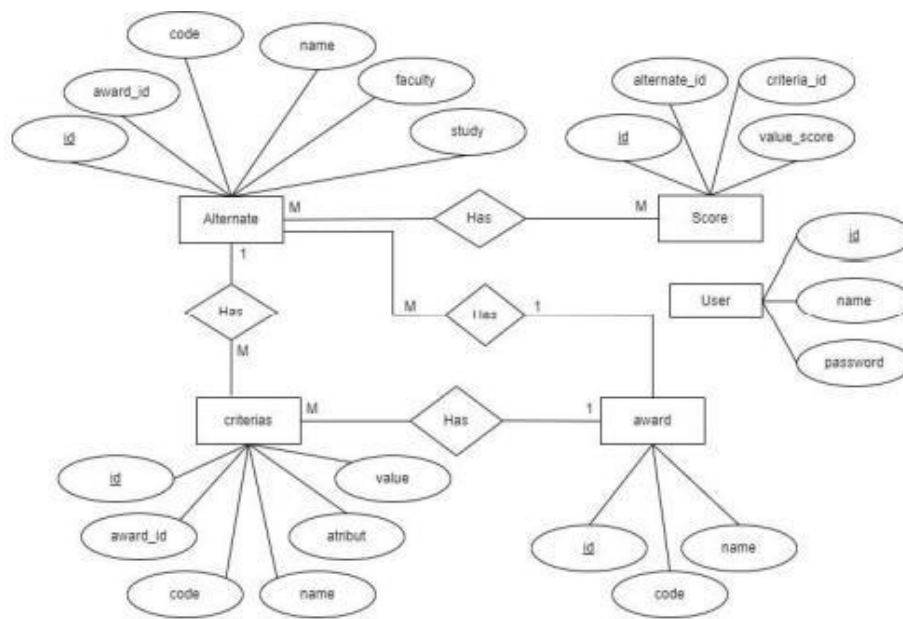 code
name
faculty
award_id
study
id
alternate_id
criteria_id
id
value_score
Alternate
M
Has
M
Score
1
Has
M
M
Has
1
User
id
name
password
criterias
M
Has
1
award
id
value
award_id
atribut
code
name
id
name
code